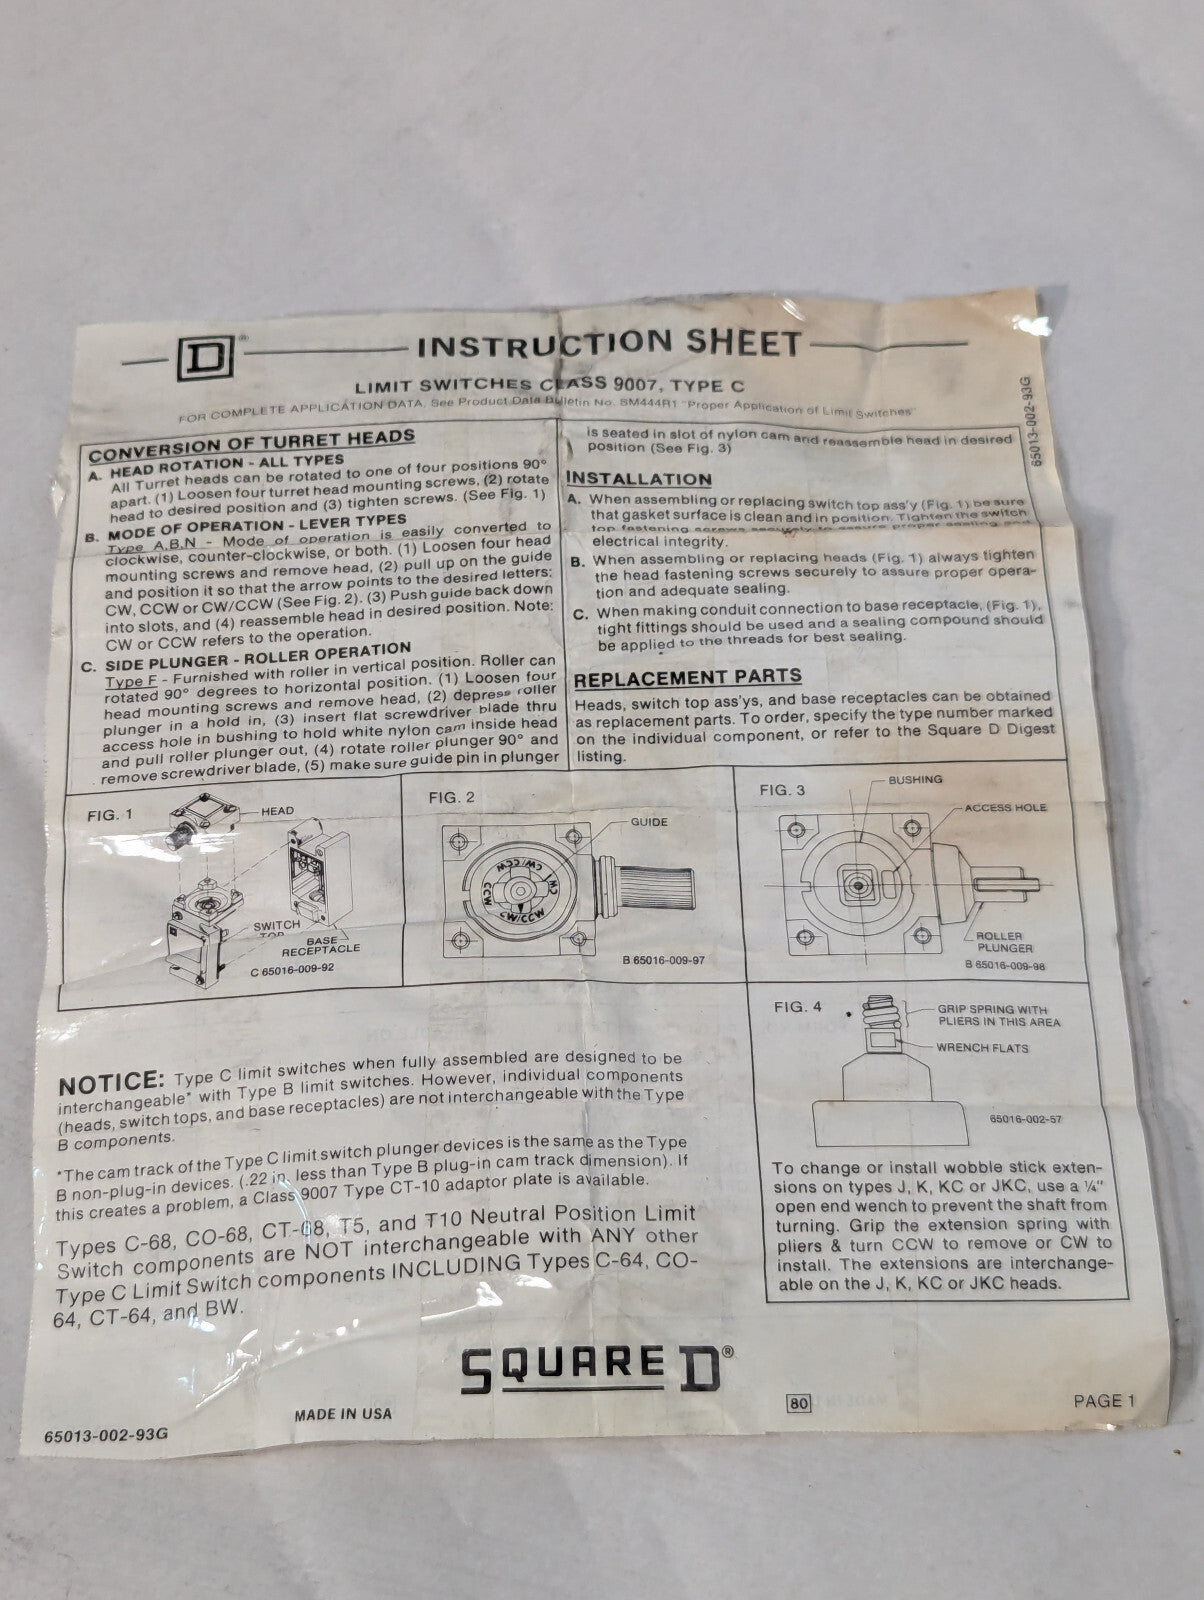 D®
INSTRUCTION SHEET
LIMIT SWITCHES CLASS 9007, TYPE C
FOR COMPLETE APPLICATION DATA, See Product Data Bulletin No. SM444R1 "Proper Application of Limit Switches"
65013-002-93G
CONVERSION OF TURRET HEADS
A. HEAD ROTATION - ALL TYPES
All Turret heads can be rotated to one of four positions 90°
apart. (1) Loosen four turret head mounting screws, (2) rotate
head to desired position and (3) tighten screws. (See Fig. 1)
B. MODE OF OPERATION - LEVER TYPES
Type A,B,N - Mode of operation is easily converted to
clockwise, counter-clockwise, or both. (1) Loosen four head
mounting screws and remove head, (2) pull up on the guide
and position it so that the arrow points to the desired letters:
CW, CCW or CW/CCW (See Fig. 2). (3) Push guide back down
into slots, and (4) reassemble head in desired position. Note:
CW or CCW refers to the operation.
C. SIDE PLUNGER - ROLLER OPERATION
Type F - Furnished with roller in vertical position. Roller can
rotated 90° degrees to horizontal position. (1) Loosen four
head mounting screws and remove head, (2) depress roller
plunger in a hold in, (3) insert flat screwdriver blade thru
access hole in bushing to hold white nylon cam inside head
and pull roller plunger out, (4) rotate roller plunger 90° and
remove screwdriver blade, (5) make sure guide pin in plunger
is seated in slot of nylon cam and reassemble head in desired
position (See Fig. 3)
INSTALLATION
A. When assembling or replacing switch top ass'y (Fig. 1) be sure
that gasket surface is clean and in position. Tighten the switch
top fastening screws securely to assure proper sealing and
electrical integrity.
B. When assembling or replacing heads (Fig. 1) always tighten
the head fastening screws securely to assure proper opera-
tion and adequate sealing.
C. When making conduit connection to base receptacle, (Fig. 1),
tight fittings should be used and a sealing compound should
be applied to the threads for best sealing.
REPLACEMENT PARTS
Heads, switch top ass'ys, and base receptacles can be obtained
as replacement parts. To order, specify the type number marked
on the individual component, or refer to the Square D Digest
listing.
FIG. 1
HEAD
SWITCH
TOP
BASE
RECEPTACLE
C 65016-009-92
FIG. 2
GUIDE
CW/CCW
CW
CCW
CW/CCW
B 65016-009-97
FIG. 3
BUSHING
ACCESS HOLE
ROLLER
PLUNGER
B 65016-009-98
FIG. 4
GRIP SPRING WITH
PLIERS IN THIS AREA
WRENCH FLATS
65016-002-57
To change or install wobble stick exten-
sions on types J, K, KC or JKC, use a ¼"
open end wench to prevent the shaft from
turning. Grip the extension spring with
pliers & turn CCW to remove or CW to
install. The extensions are interchange-
able on the J, K, KC or JKC heads.
NOTICE: Type C limit switches when fully assembled are designed to be
interchangeable* with Type B limit switches. However, individual components
(heads, switch tops, and base receptacles) are not interchangeable with the Type
B components.
*The cam track of the Type C limit switch plunger devices is the same as the Type
B non-plug-in devices. (.22 in. less than Type B plug-in cam track dimension). If
this creates a problem, a Class 9007 Type CT-10 adaptor plate is available.
Types C-68, CO-68, CT-68, T5, and T10 Neutral Position Limit
Switch components are NOT interchangeable with ANY other
Type C Limit Switch components INCLUDING Types C-64, CO-
64, CT-64, and BW.
SQUARE D®
MADE IN USA
80
PAGE 1
65013-002-93G